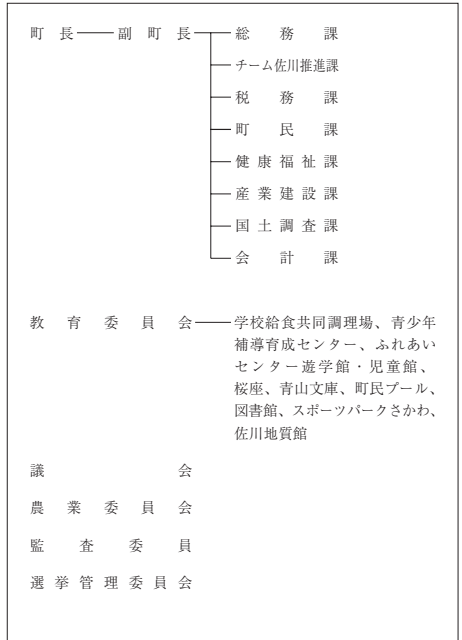 町長 副町長 総務課
チーム佐川推進課
税務課
町民課
健康福祉課
産業建設課
国土調査課
会計課
教育委員会 学校給食共同調理場、青少年
補導育成センター、ふれあい
センター遊学館・児童館、
桜座、青山文庫、町民プール、
図書館、スポーツパークさかわ、
佐川地質館
議会
農業委員会
監査委員
選挙管理委員会